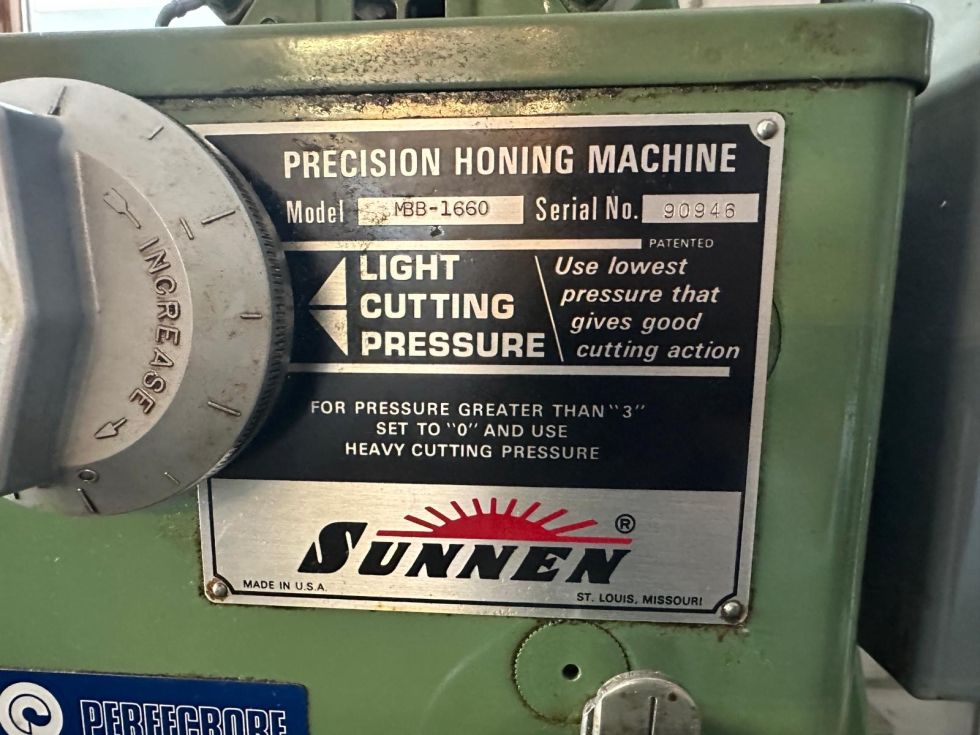 PRECISION HONING MACHINE
Model MBB-1660 Serial No. 90946
PATENTED
LIGHT
CUTTING
PRESSURE
Use lowest
pressure that
gives good
cutting action
FOR PRESSURE GREATER THAN "3"
SET TO "0" AND USE
HEAVY CUTTING PRESSURE
SUNNEN®
MADE IN U.S.A.
ST. LOUIS, MISSOURI
INCREASE
0
PERFECBORE